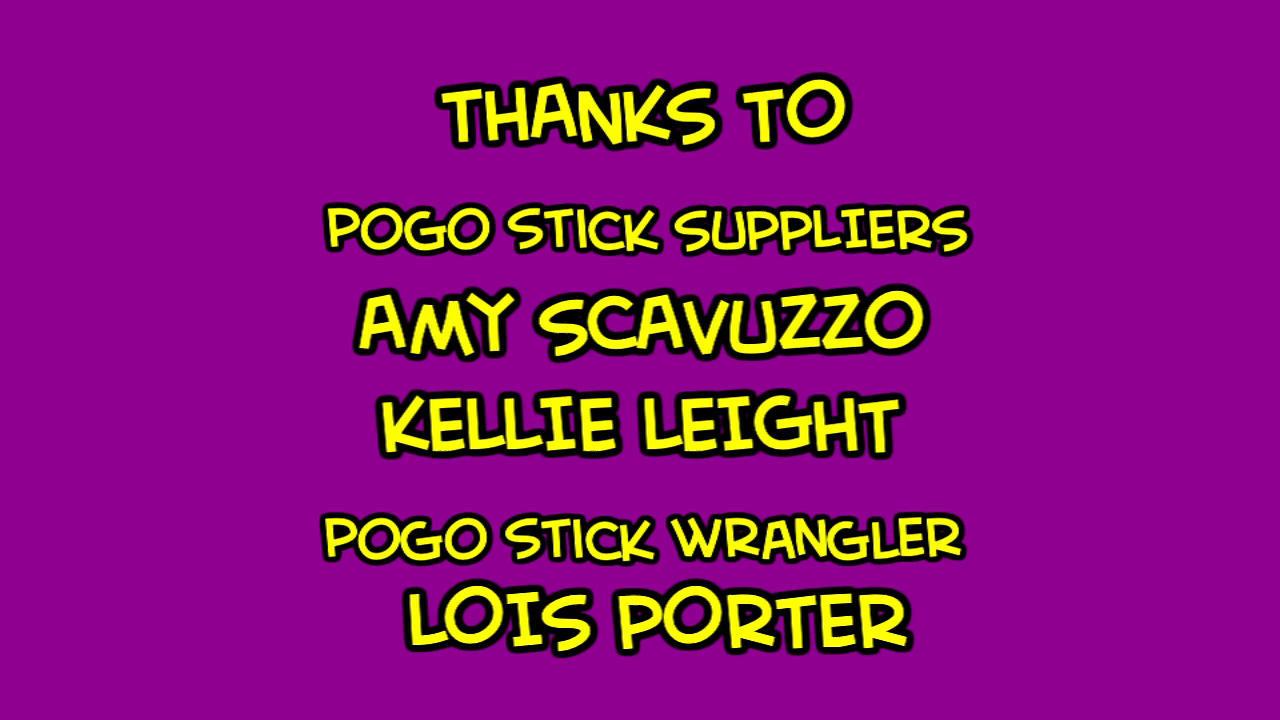 THANKS TO
POGO STICK SUPPLIERS
AMY SCAVUZZO
KELLIE LEIGHT
POGO STICK WRANGLER
LOIS PORTER